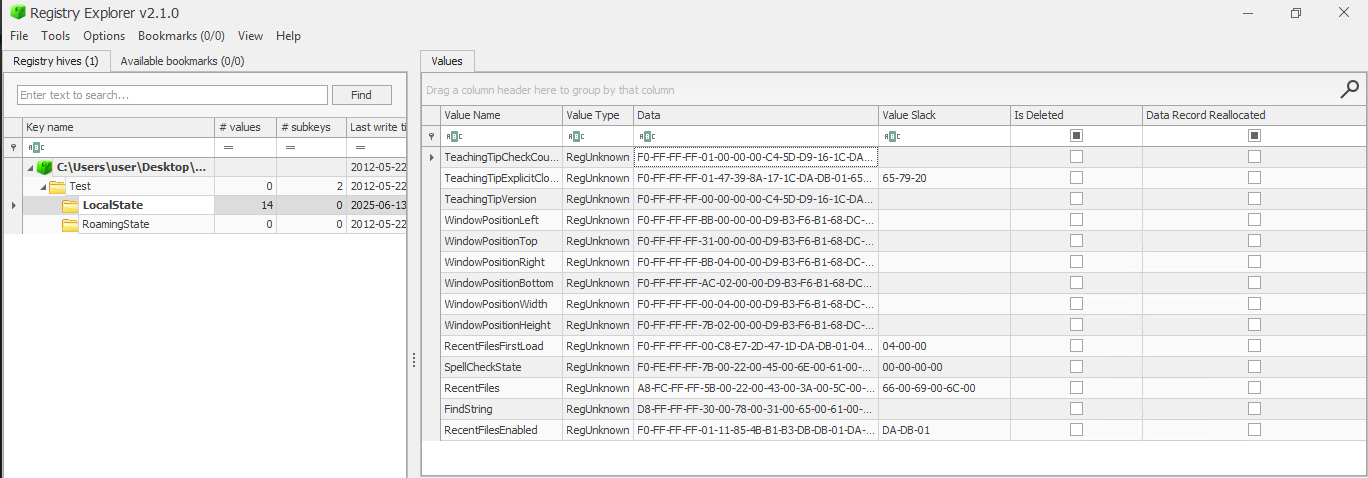 Registry Explorer v2.1.0
File Tools Options Bookmarks (0/0) View Help
Registry hives (1) Available bookmarks (0/0) Values
Enter text to search... Find
Drag a column header here to group by that column
Key name # values # subkeys Last write ti
Value Name Value Type Data Value Slack Is Deleted Data Record Reallocated
C:\Users\user\Desktop\... 2012-05-22
Test 0 2 2012-05-22
LocalState 14 0 2025-06-13
RoamingState 0 0 2012-05-22
TeachingTipCheckCou... RegUnknown F0-FF-FF-FF-01-00-00-00-C4-5D-D9-16-1C-DA...
TeachingTipExplicitClo... RegUnknown F0-FF-FF-FF-01-47-39-8A-17-1C-DA-DB-01-65... 65-79-20
TeachingTipVersion RegUnknown F0-FF-FF-FF-00-00-00-00-C4-5D-D9-16-1C-DA...
WindowPositionLeft RegUnknown F0-FF-FF-FF-BB-00-00-00-D9-B3-F6-B1-68-DC-...
WindowPositionTop RegUnknown F0-FF-FF-FF-31-00-00-00-D9-B3-F6-B1-68-DC-...
WindowPositionRight RegUnknown F0-FF-FF-FF-BB-04-00-00-D9-B3-F6-B1-68-DC-...
WindowPositionBottom RegUnknown F0-FF-FF-FF-AC-02-00-00-D9-B3-F6-B1-68-DC...
WindowPositionWidth RegUnknown F0-FF-FF-FF-00-04-00-00-D9-B3-F6-B1-68-DC-...
WindowPositionHeight RegUnknown F0-FF-FF-FF-7B-02-00-00-D9-B3-F6-B1-68-DC-...
RecentFilesFirstLoad RegUnknown F0-FF-FF-FF-00-C8-E7-2D-47-1D-DA-DB-01-04... 04-00-00
SpellCheckState RegUnknown F0-FE-FF-FF-7B-00-22-00-45-00-6E-00-61-00-... 00-00-00-00
RecentFiles RegUnknown A8-FC-FF-FF-5B-00-22-00-43-00-3A-00-5C-00-... 66-00-69-00-6C-00
FindString RegUnknown D8-FF-FF-FF-30-00-78-00-31-00-65-00-61-00-...
RecentFilesEnabled RegUnknown F0-FF-FF-FF-01-11-85-4B-B1-B3-DB-DB-01-DA-... DA-DB-01